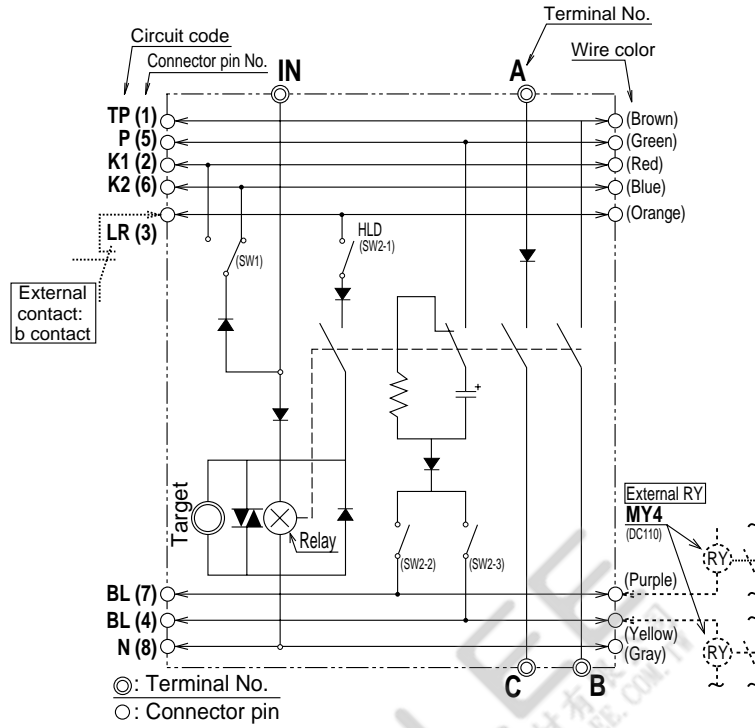 Terminal No.
Circuit code
Connector pin No.
Wire color
IN
A
TP (1)
(Brown)
P (5)
(Green)
K1 (2)
(Red)
K2 (6)
(Blue)
(Orange)
LR (3)
HLD
(SW2-1)
(SW1)
External
contact:
b contact
+
Target
Relay
External RY
MY4
(DC110)
RY
(SW2-2)
(SW2-3)
BL (7)
(Purple)
BL (4)
(Yellow)
N (8)
(Gray)
RY
C
B
: Terminal No.
: Connector pin